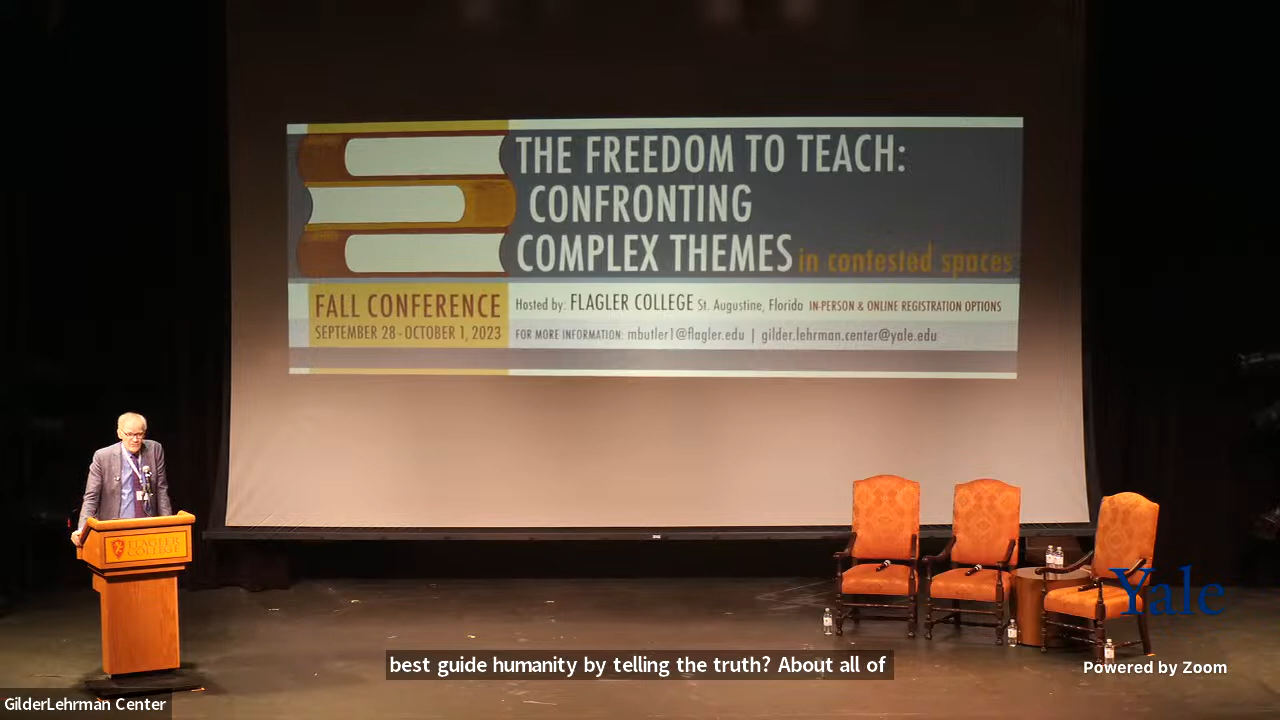 THE FREEDOM TO TEACH:
CONFRONTING
COMPLEX THEMES in contested spaces
FALL CONFERENCE
SEPTEMBER 28 - OCTOBER 1, 2023
Hosted by: FLAGLER COLLEGE St. Augustine, Florida IN-PERSON & ONLINE REGISTRATION OPTIONS
FOR MORE INFORMATION: mbutler1@flagler.edu | gilder.lehrman.center@yale.edu
FLAGLER
COLLEGE
Yale
best guide humanity by telling the truth? About all of
Powered by Zoom
GilderLehrman Center